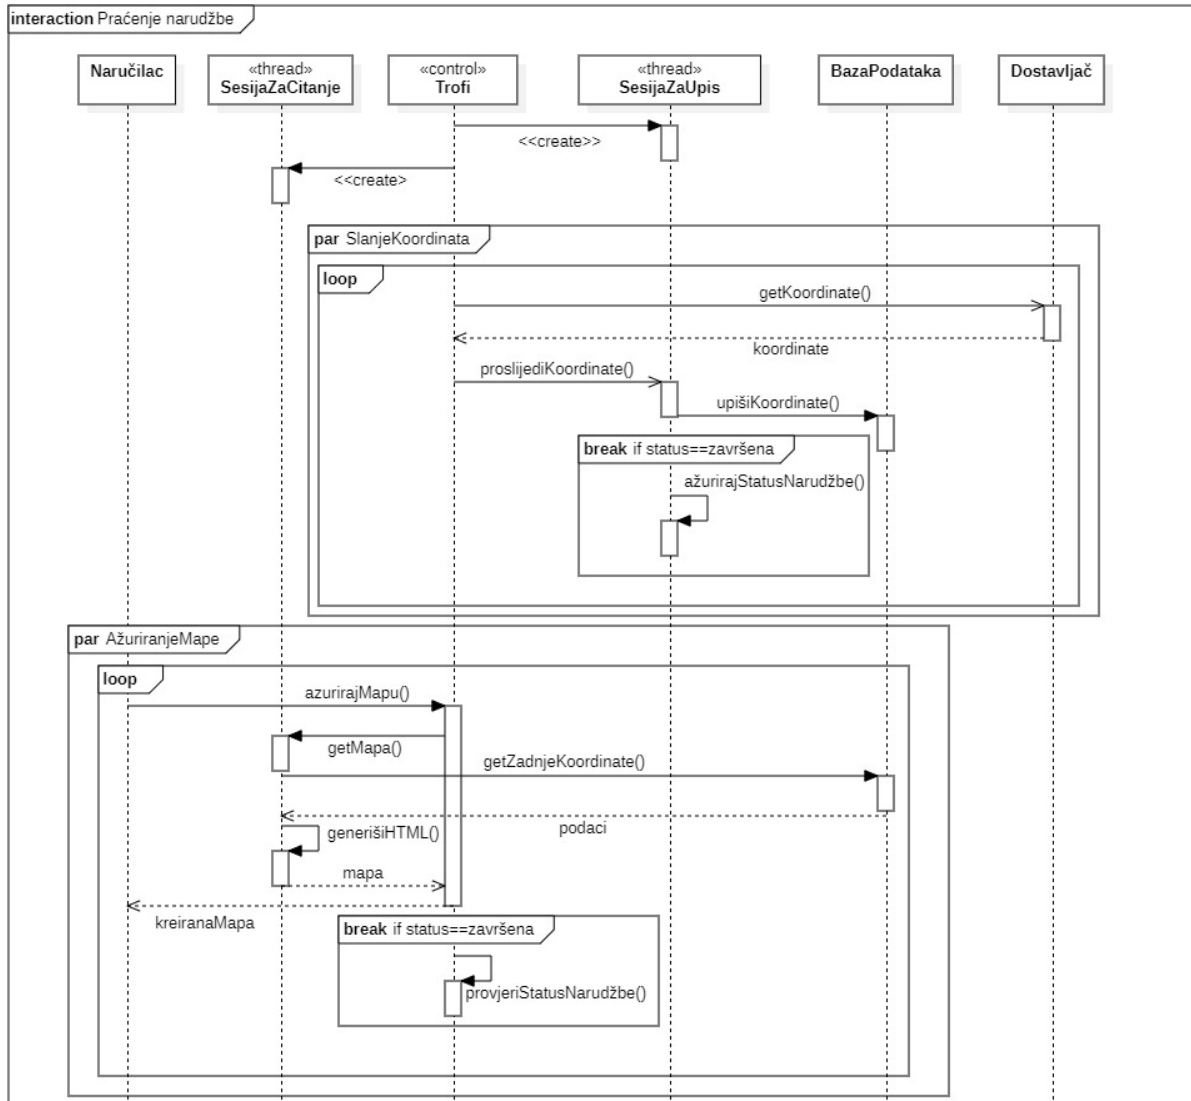 interaction Praćenje narudžbe
Naručilac
«thread»
SesijaZaCitanje
«control»
Trofi
«thread»
SesijaZaUpis
BazaPodataka
Dostavljač
<<create>>
<<create>
par SlanjeKoordinata
loop
getKoordinate()
koordinate
proslijediKoordinate()
upišiKoordinate()
break if status==završena
ažurirajStatusNarudžbe()
par AžuriranjeMape
loop
azurirajMapu()
getMapa()
getZadnjeKoordinate()
podaci
generišiHTML()
mapa
kreiranaMapa
break if status==završena
provjeriStatusNarudžbe()